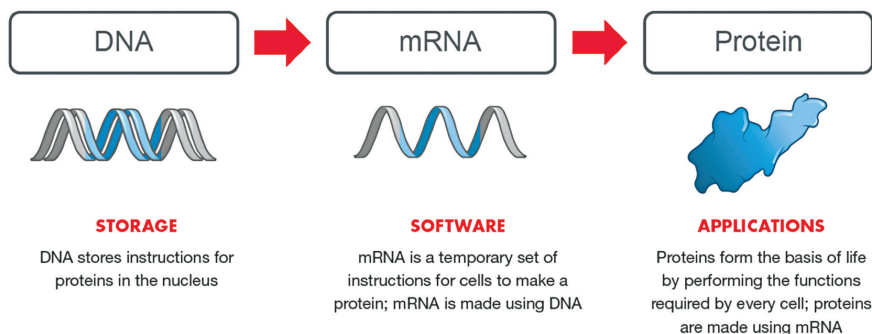 DNA
mRNA
Protein
STORAGE
DNA stores instructions for
proteins in the nucleus
SOFTWARE
mRNA is a temporary set of
instructions for cells to make a
protein; mRNA is made using DNA
APPLICATIONS
Proteins form the basis of life
by performing the functions
required by every cell; proteins
are made using mRNA